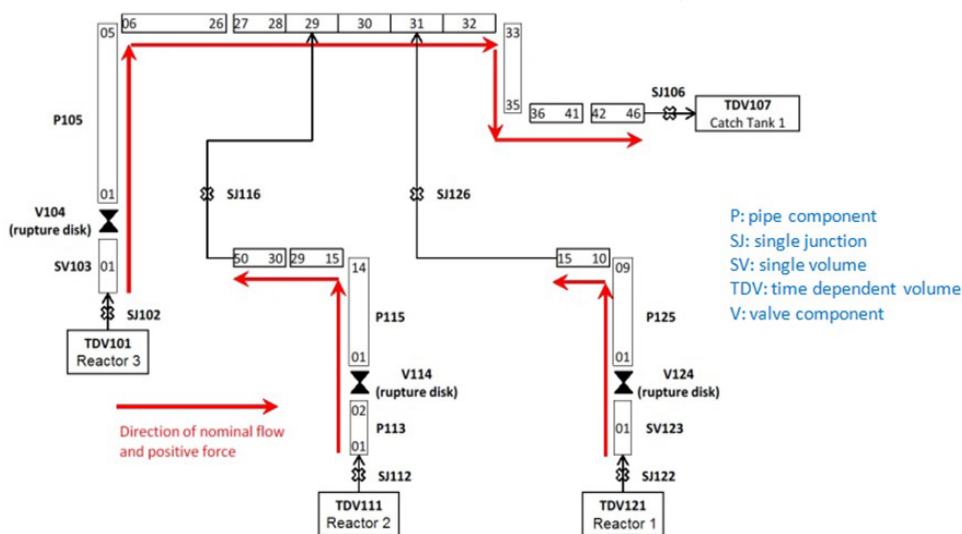 06 26 27 28 29 30 31 32
05
33
35
36 41 42 46
SJ106
TDV107
Catch Tank 1
P105
01
V104
(rupture disk)
SV103
01
SJ102
TDV101
Reactor 3
SJ116
SJ126
50 30 29 15
14
P115
01
V114
(rupture disk)
02
P113
01
SJ112
TDV111
Reactor 2
15 10
09
P125
01
V124
(rupture disk)
01
SV123
SJ122
TDV121
Reactor 1
P: pipe component
SJ: single junction
SV: single volume
TDV: time dependent volume
V: valve component
Direction of nominal flow
and positive force